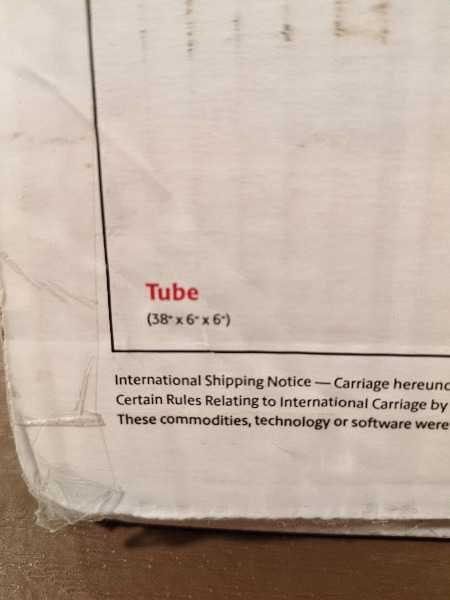 Tube
(38" x 6" x 6")
International Shipping Notice — Carriage hereund
Certain Rules Relating to International Carriage by
These commodities, technology or software were